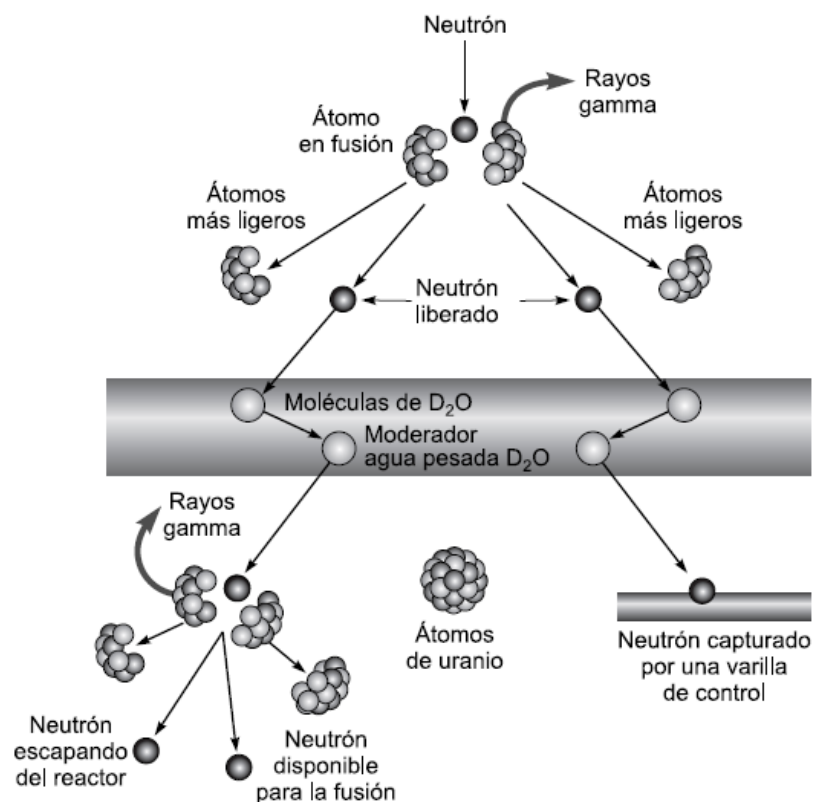 Neutrón
Rayos
gamma
Átomo
en fusión
Átomos
más ligeros
Átomos
más ligeros
Neutrón
liberado
Moléculas de D₂O
Moderador
agua pesada D₂O
Rayos
gamma
Átomos
de uranio
Neutrón capturado
por una varilla
de control
Neutrón
escapando
del reactor
Neutrón
disponible
para la fusión